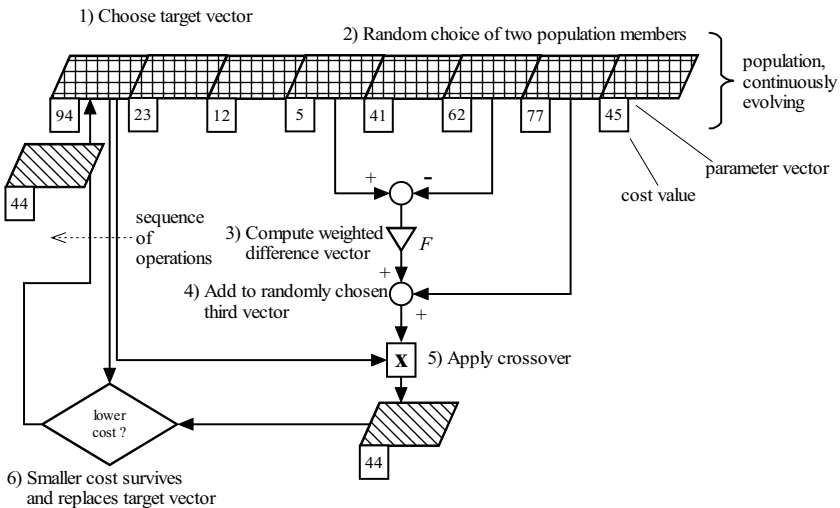 1) Choose target vector
2) Random choice of two population members
population,
continuously
evolving
94
23
12
5
41
62
77
45
parameter vector
cost value
44
sequence
of
operations
+
-
3) Compute weighted
difference vector
F
+
4) Add to randomly chosen
third vector
+
x
5) Apply crossover
lower
cost ?
44
6) Smaller cost survives
and replaces target vector